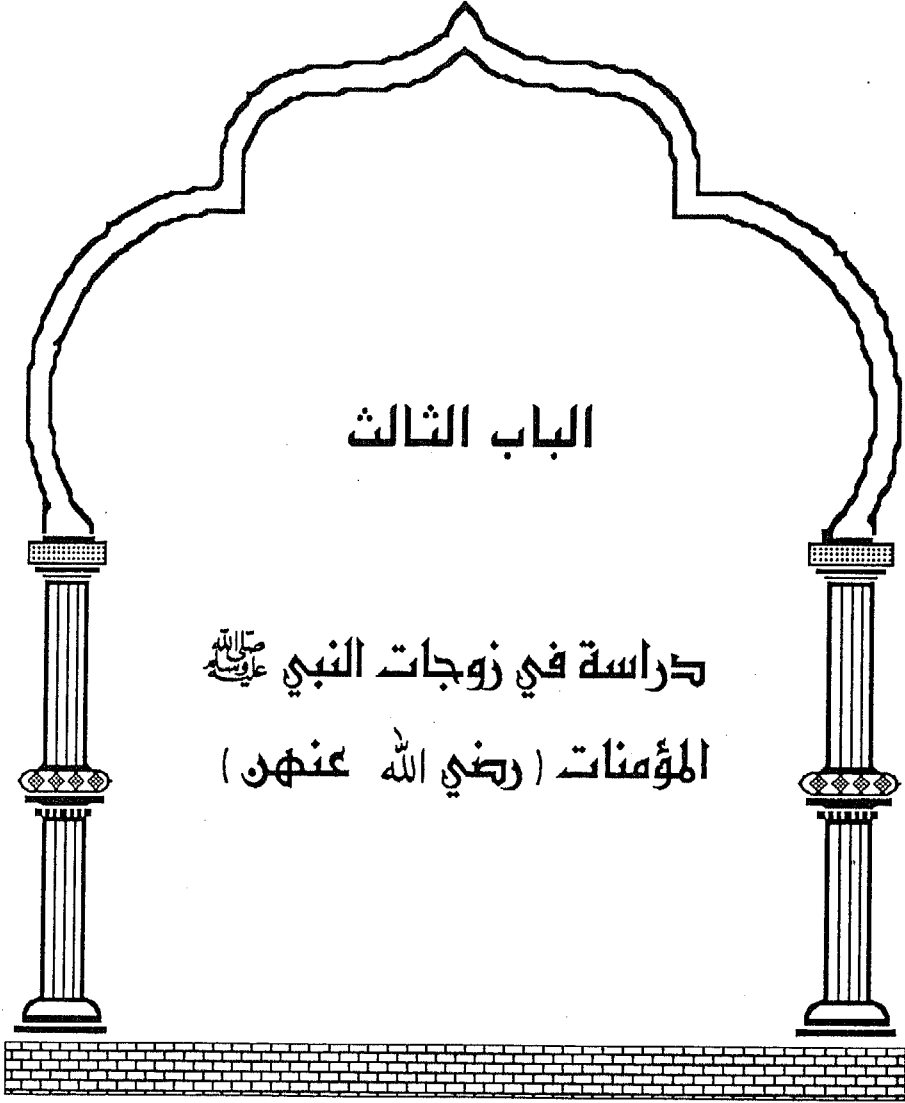 الباب الثالث
دراسة في زوجات النبي ﷺ
المؤمنات ( رضي الله عنهن )